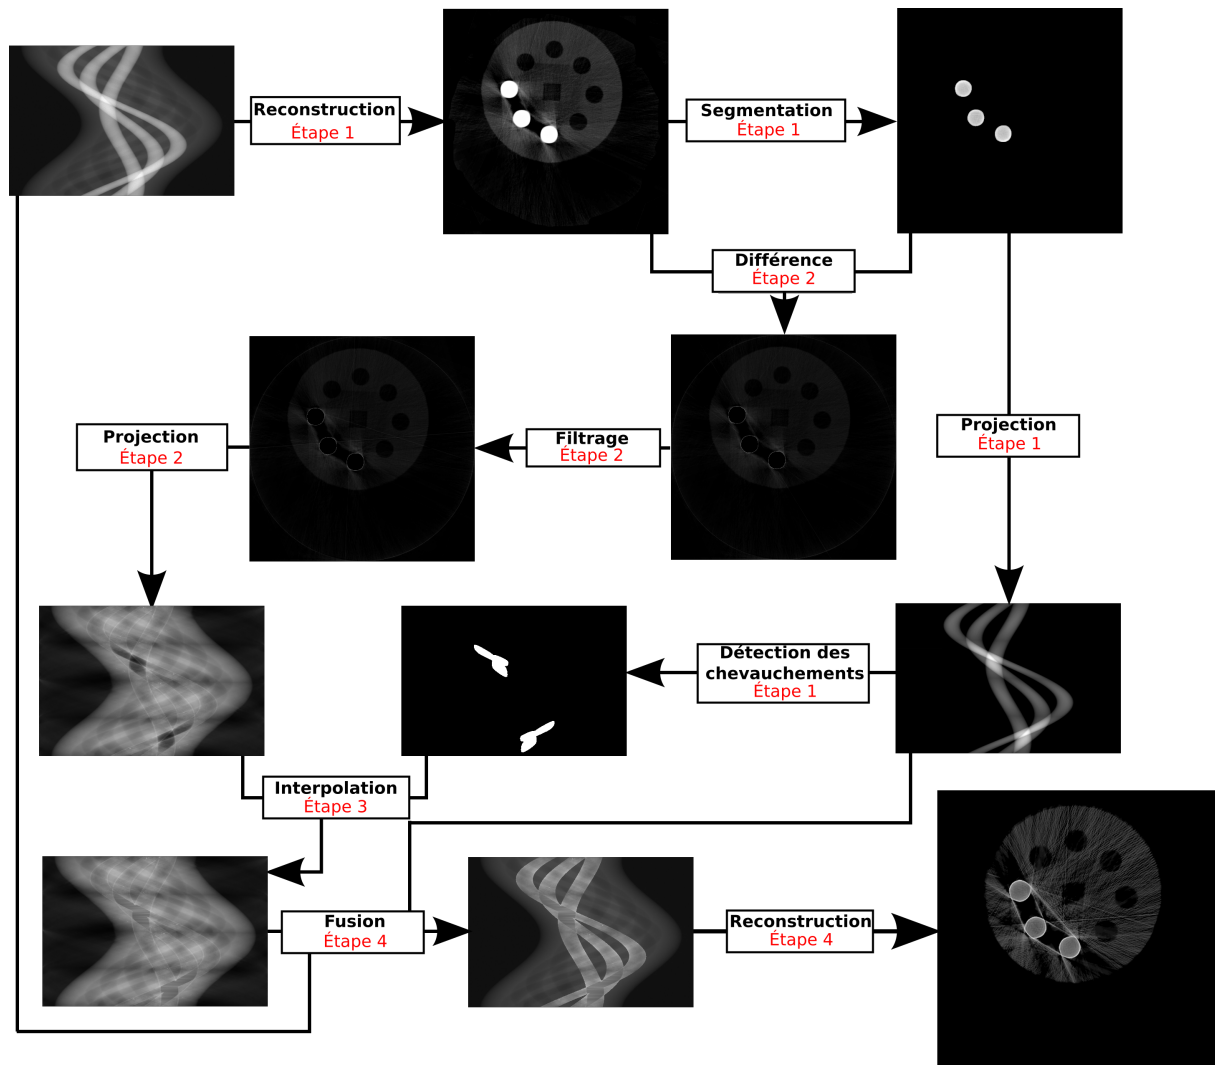 Reconstruction
Étape 1
Segmentation
Étape 1
Différence
Étape 2
Projection
Étape 2
Filtrage
Étape 2
Projection
Étape 1
Détection des
chevauchements
Étape 1
Interpolation
Étape 3
Fusion
Étape 4
Reconstruction
Étape 4